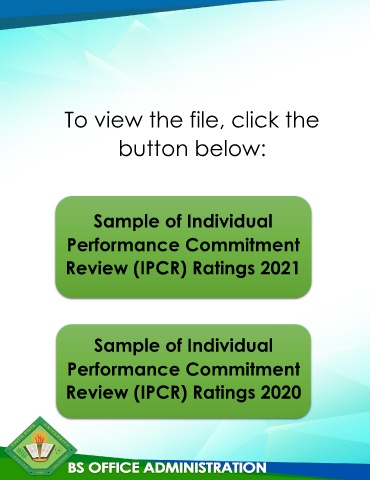 To view the file, click the
button below:
Sample of Individual
Performance Commitment
Review (IPCR) Ratings 2021
Sample of Individual
Performance Commitment
Review (IPCR) Ratings 2020
BS OFFICE ADMINISTRATION